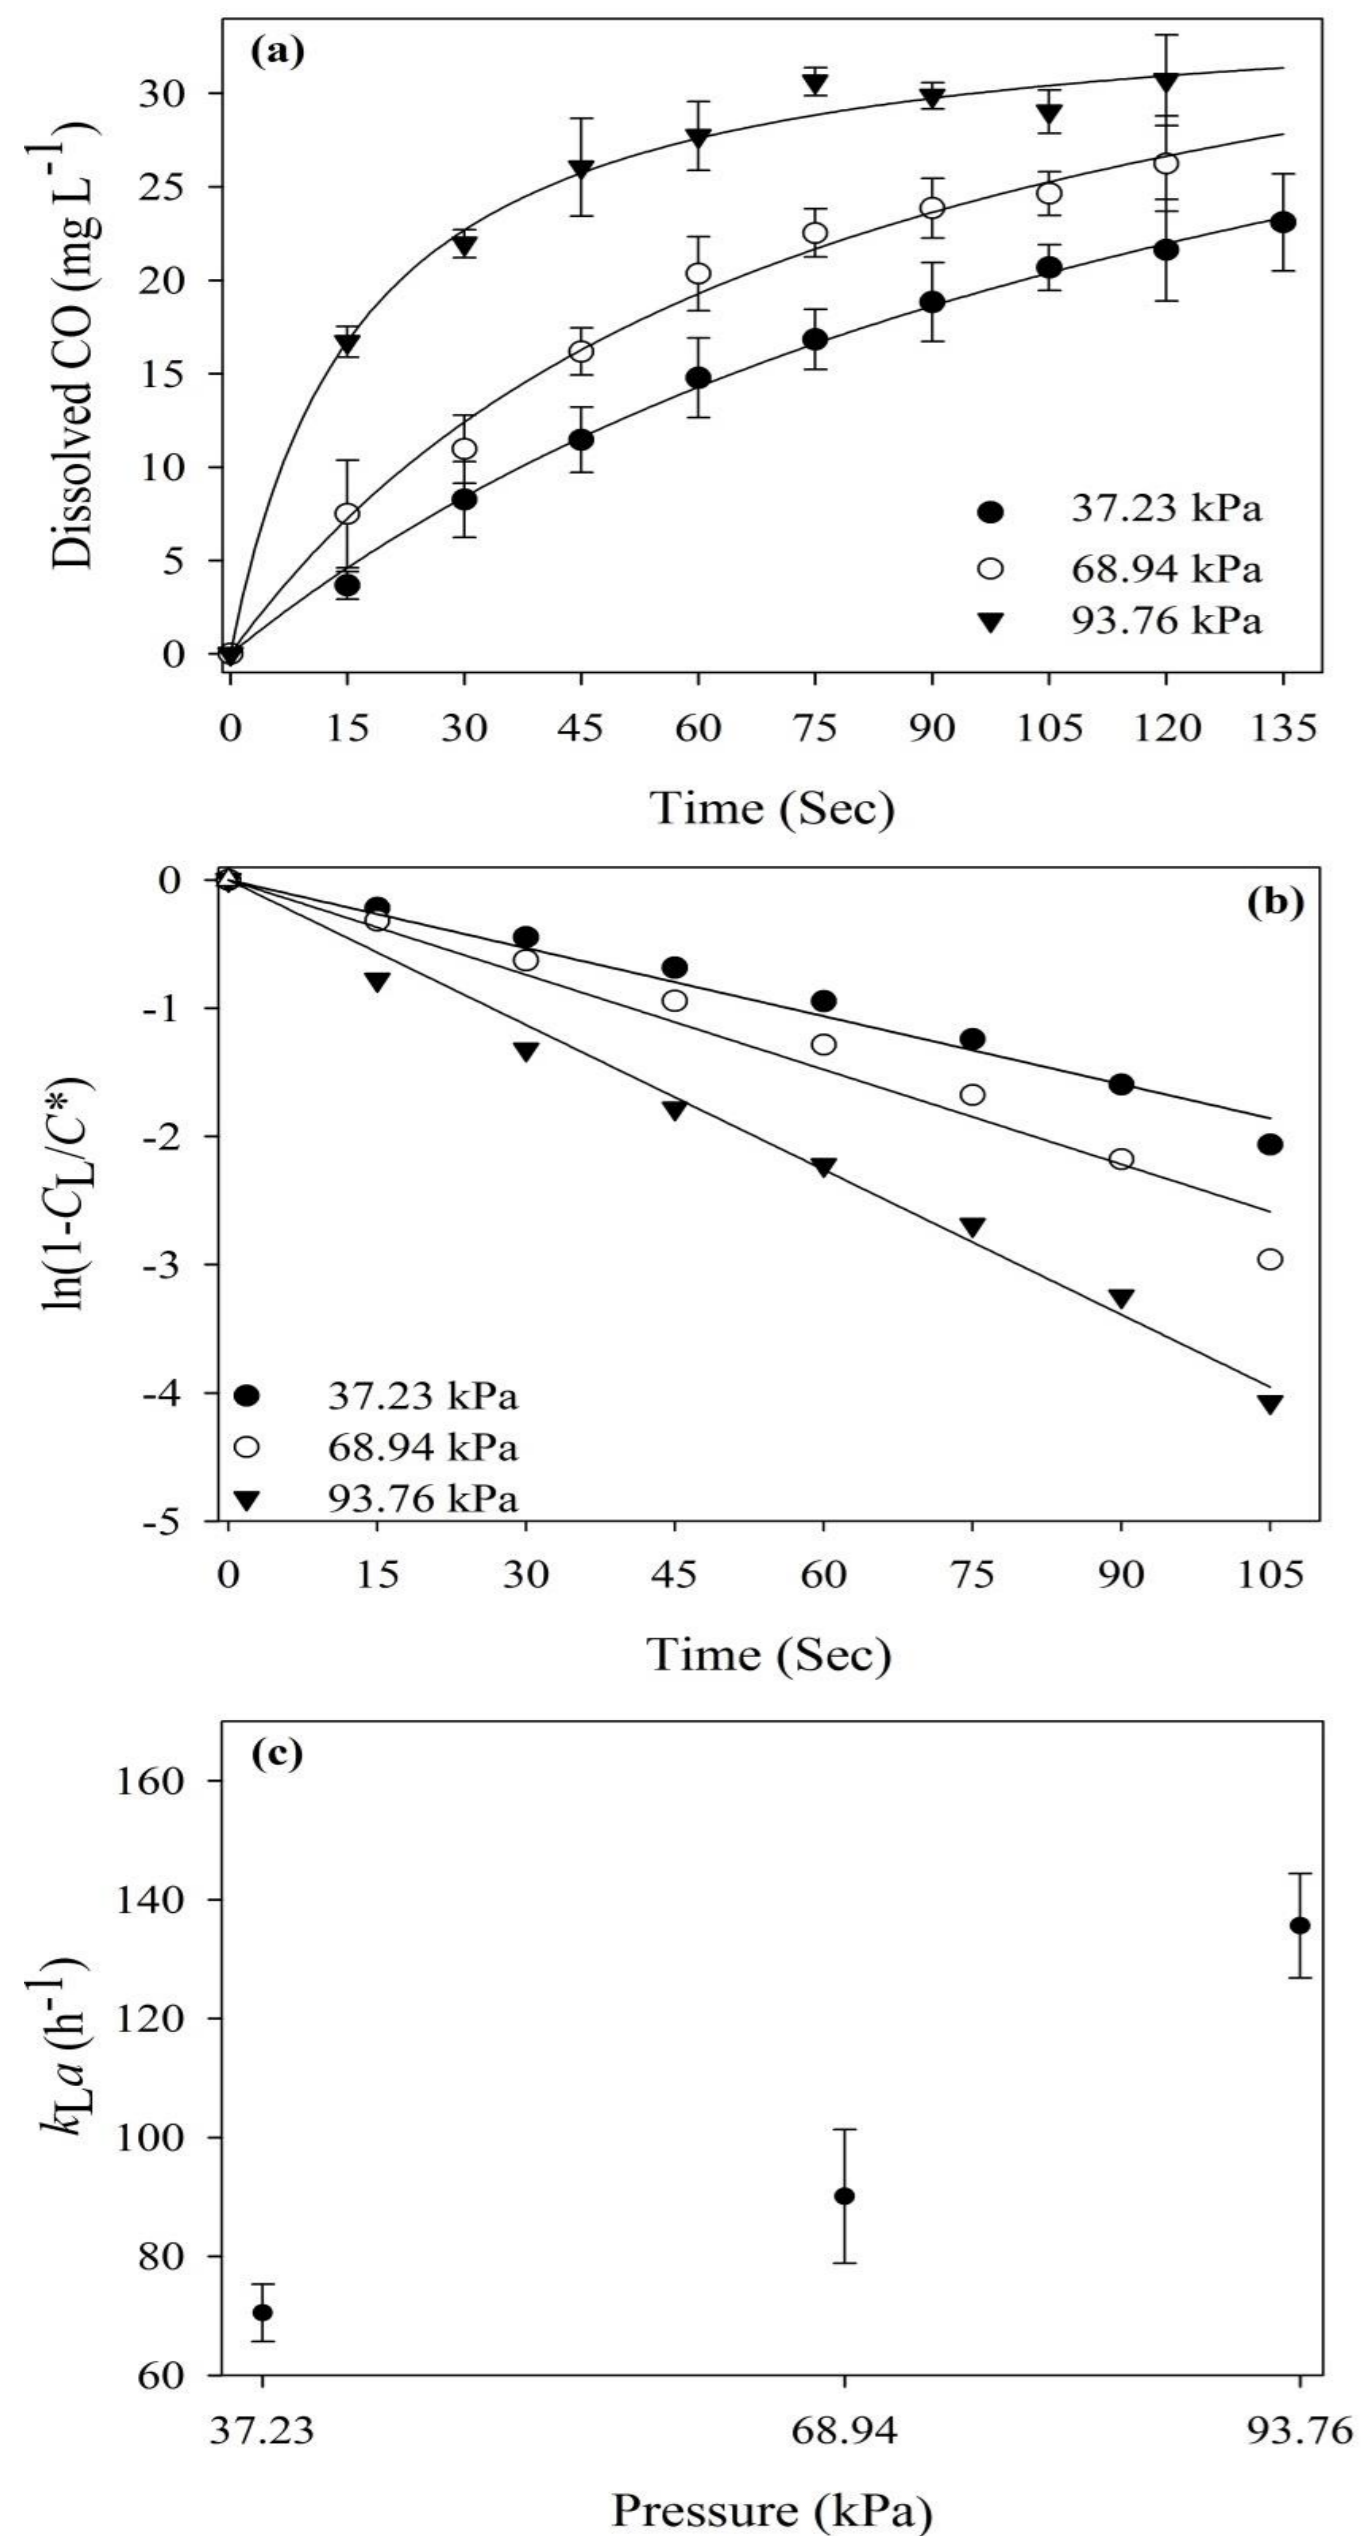 (a)
30
25
20
15
10
5
0
Dissolved CO (mg L-1)
37.23 kPa
68.94 kPa
93.76 kPa
0 15 30 45 60 75 90 105 120 135
Time (Sec)
(b)
0
-1
-2
-3
-4
-5
ln(1-CL/C*)
37.23 kPa
68.94 kPa
93.76 kPa
0 15 30 45 60 75 90 105
Time (Sec)
(c)
160
140
120
100
80
60
kLa (h-1)
37.23 68.94 93.76
Pressure (kPa)